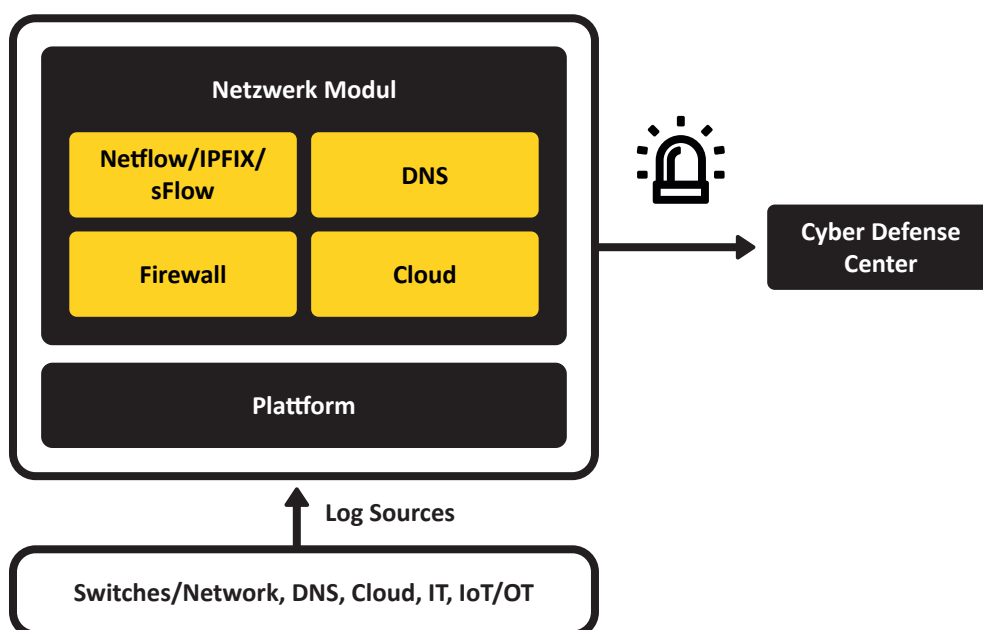 Netzwerk Modul
Netflow/IPFIX/
sFlow
DNS
Firewall
Cloud
Plattform
Cyber Defense
Center
Log Sources
Switches/Network, DNS, Cloud, IT, IoT/OT